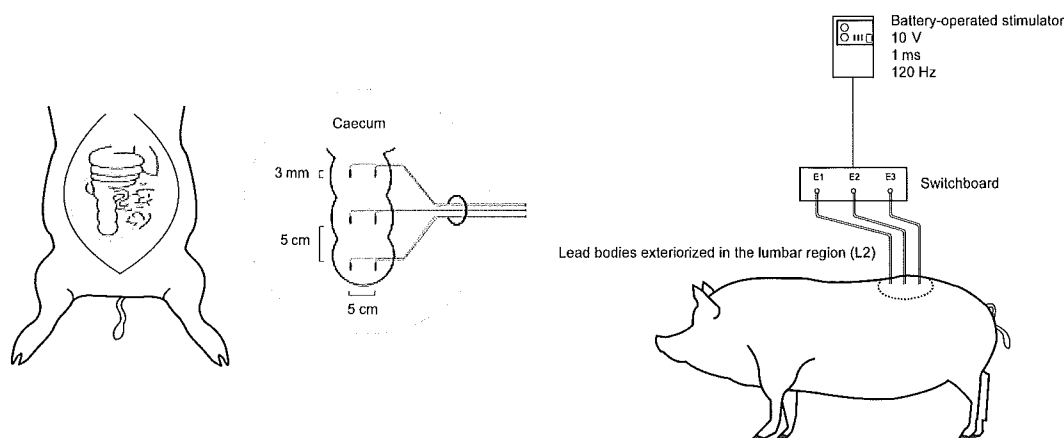 Caecum
3 mm
5 cm
5 cm
Battery-operated stimulator
10 V
1 ms
120 Hz
E1 E2 E3
Switchboard
Lead bodies exteriorized in the lumbar region (L2)